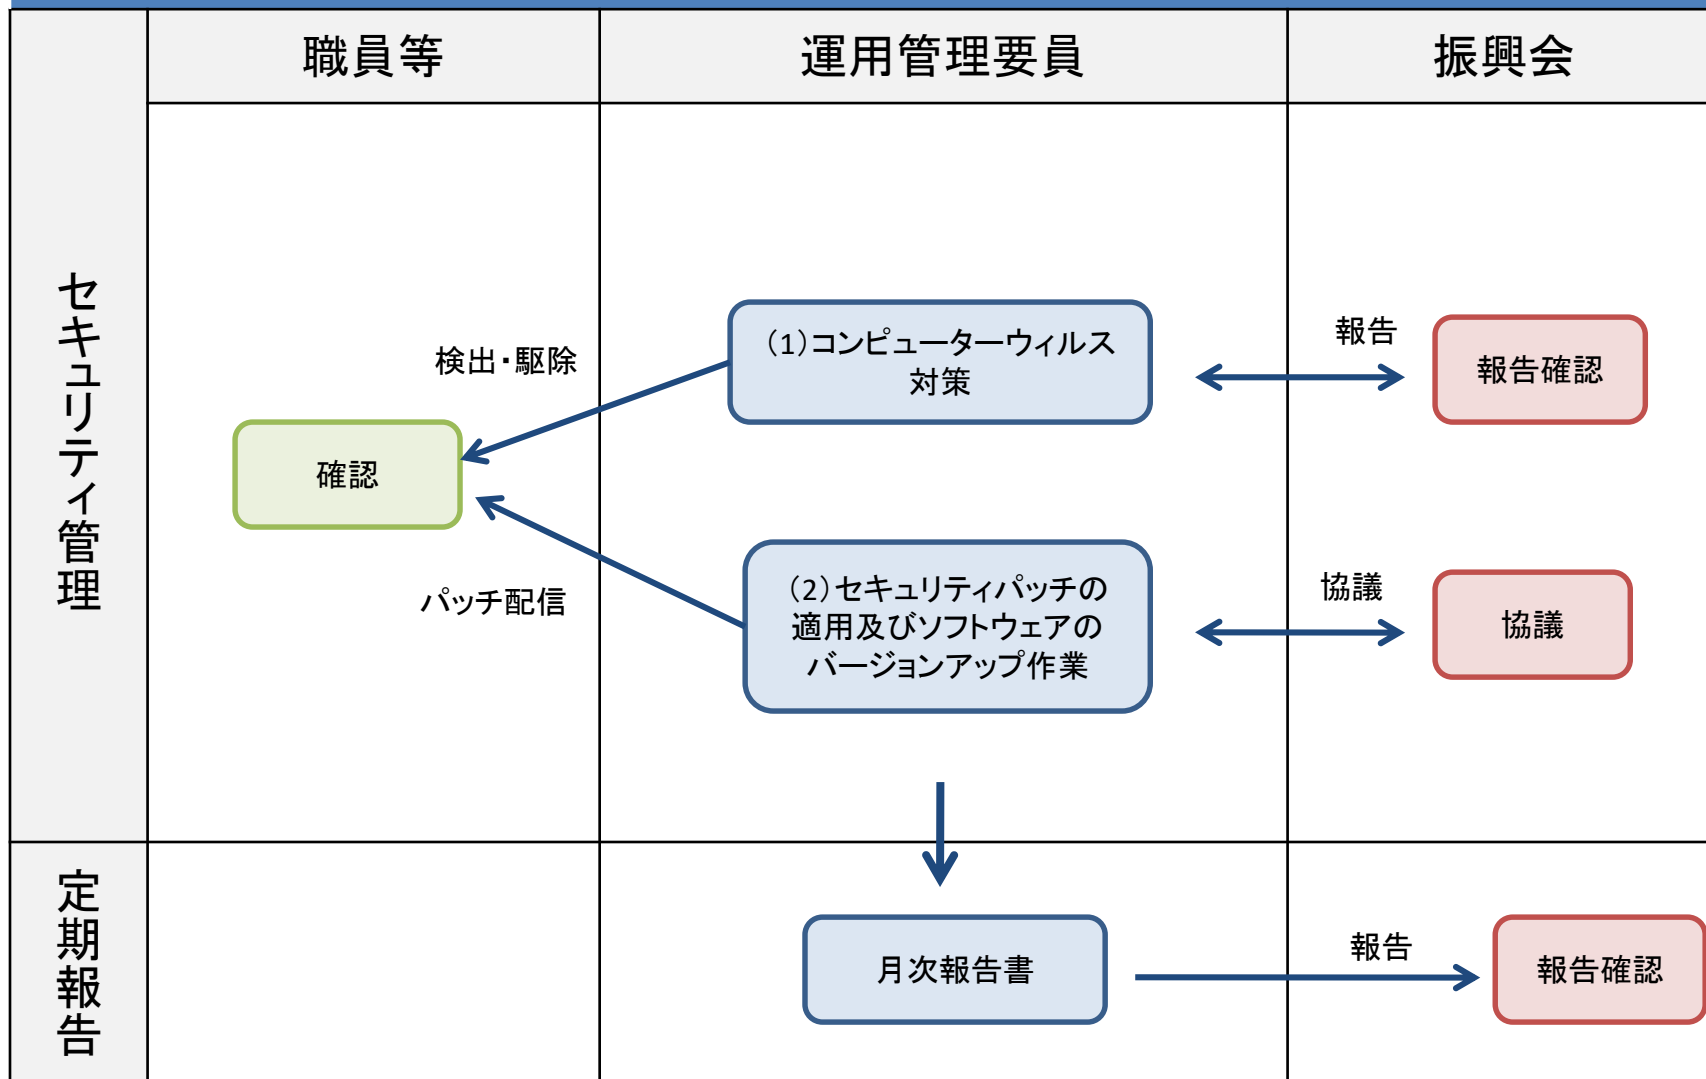 職員等
運用管理要員
振興会
セキュリティ管理
検出・駆除
（1）コンピューターウィルス
対策
報告
報告確認
確認
パッチ配信
（2）セキュリティパッチの
適用及びソフトウェアの
バージョンアップ作業
協議
協議
定期報告
月次報告書
報告
報告確認